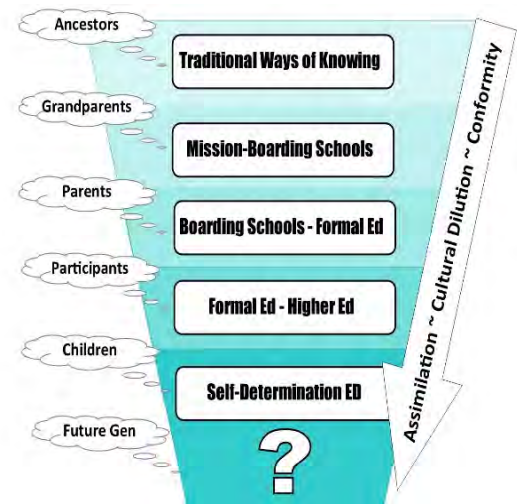 Ancestors
Traditional Ways of Knowing
Grandparents
Mission-Boarding Schools
Parents
Boarding Schools - Formal Ed
Participants
Formal Ed - Higher Ed
Children
Self-Determination ED
Future Gen
?
Assimilation ~ Cultural Dilution ~ Conformity